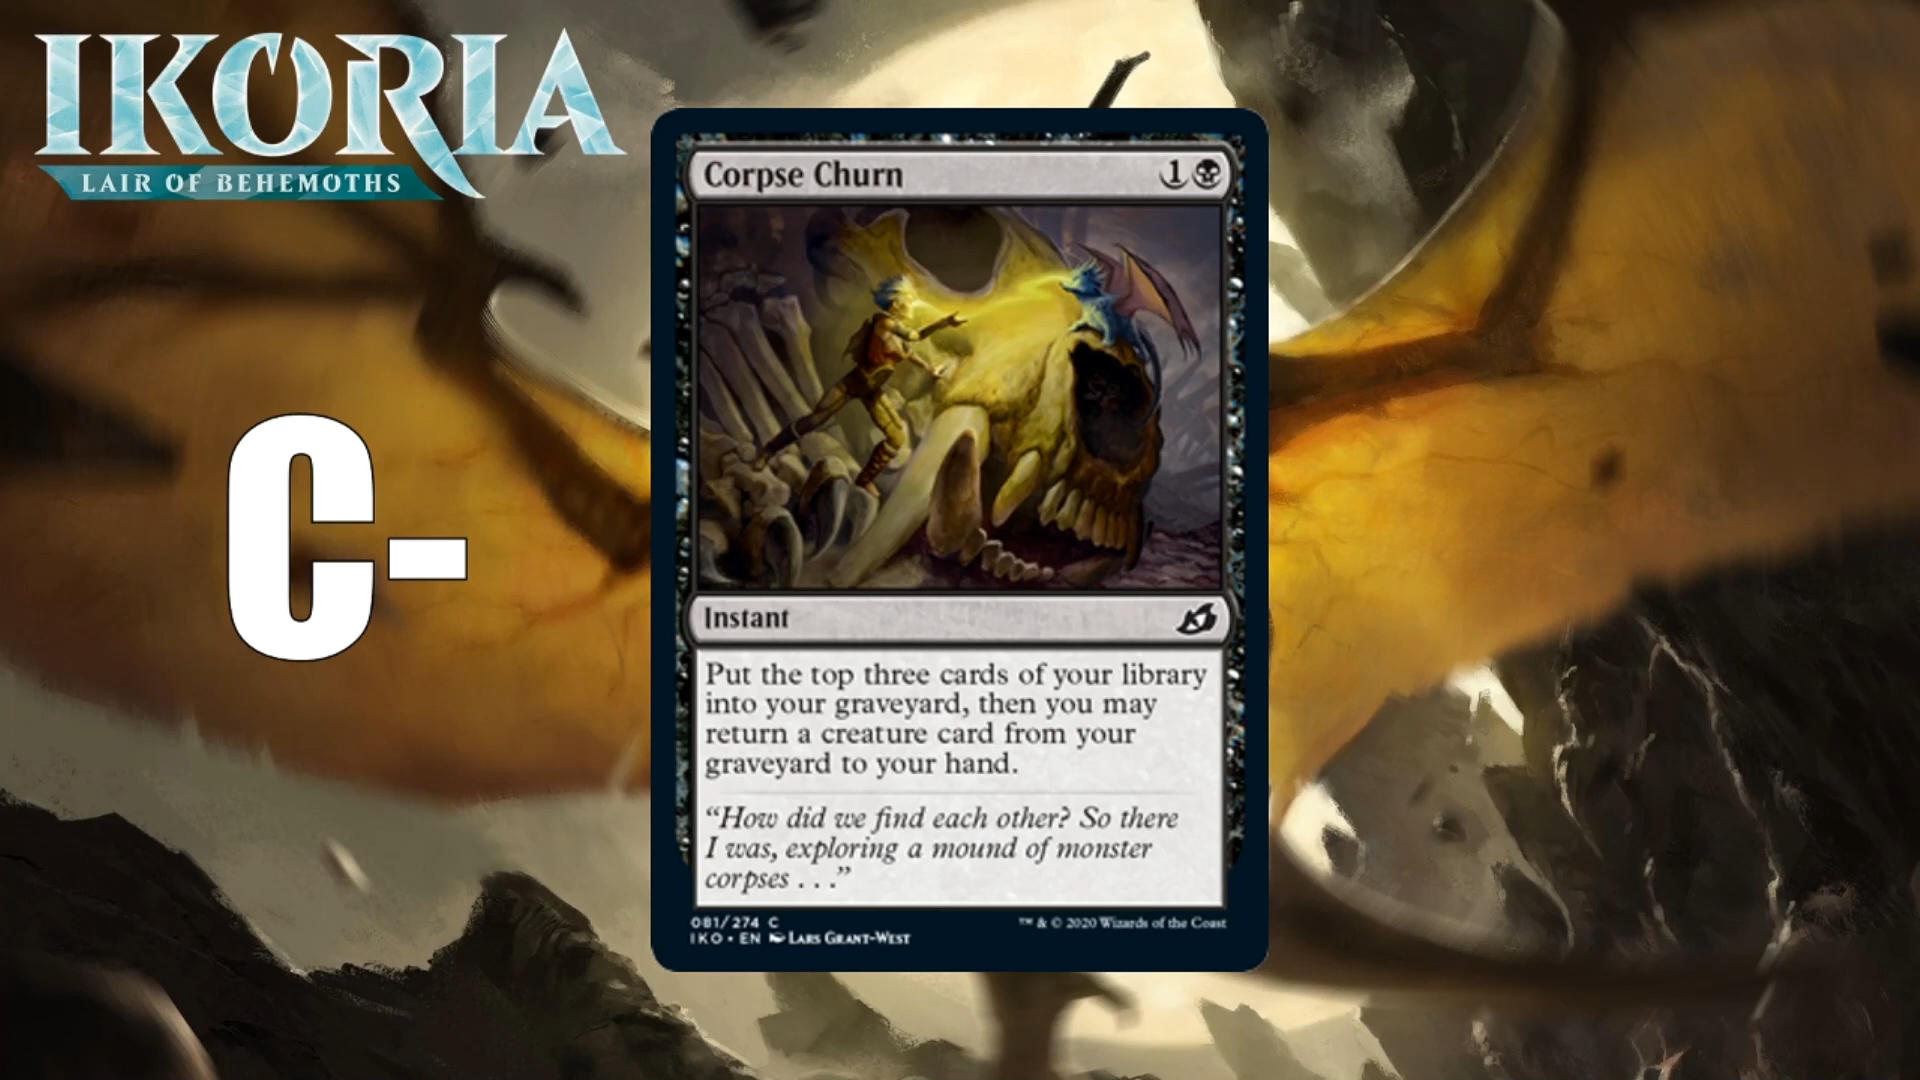 IKORIA
LAIR OF BEHEMOTHS
C-
Corpse Churn 1
Instant
Put the top three cards of your library
into your graveyard, then you may
return a creature card from your
graveyard to your hand.
“How did we find each other? So there
I was, exploring a mound of monster
corpses . . .”
081/274 C
IKO • EN Lars Grant-West
™ & © 2020 Wizards of the Coast